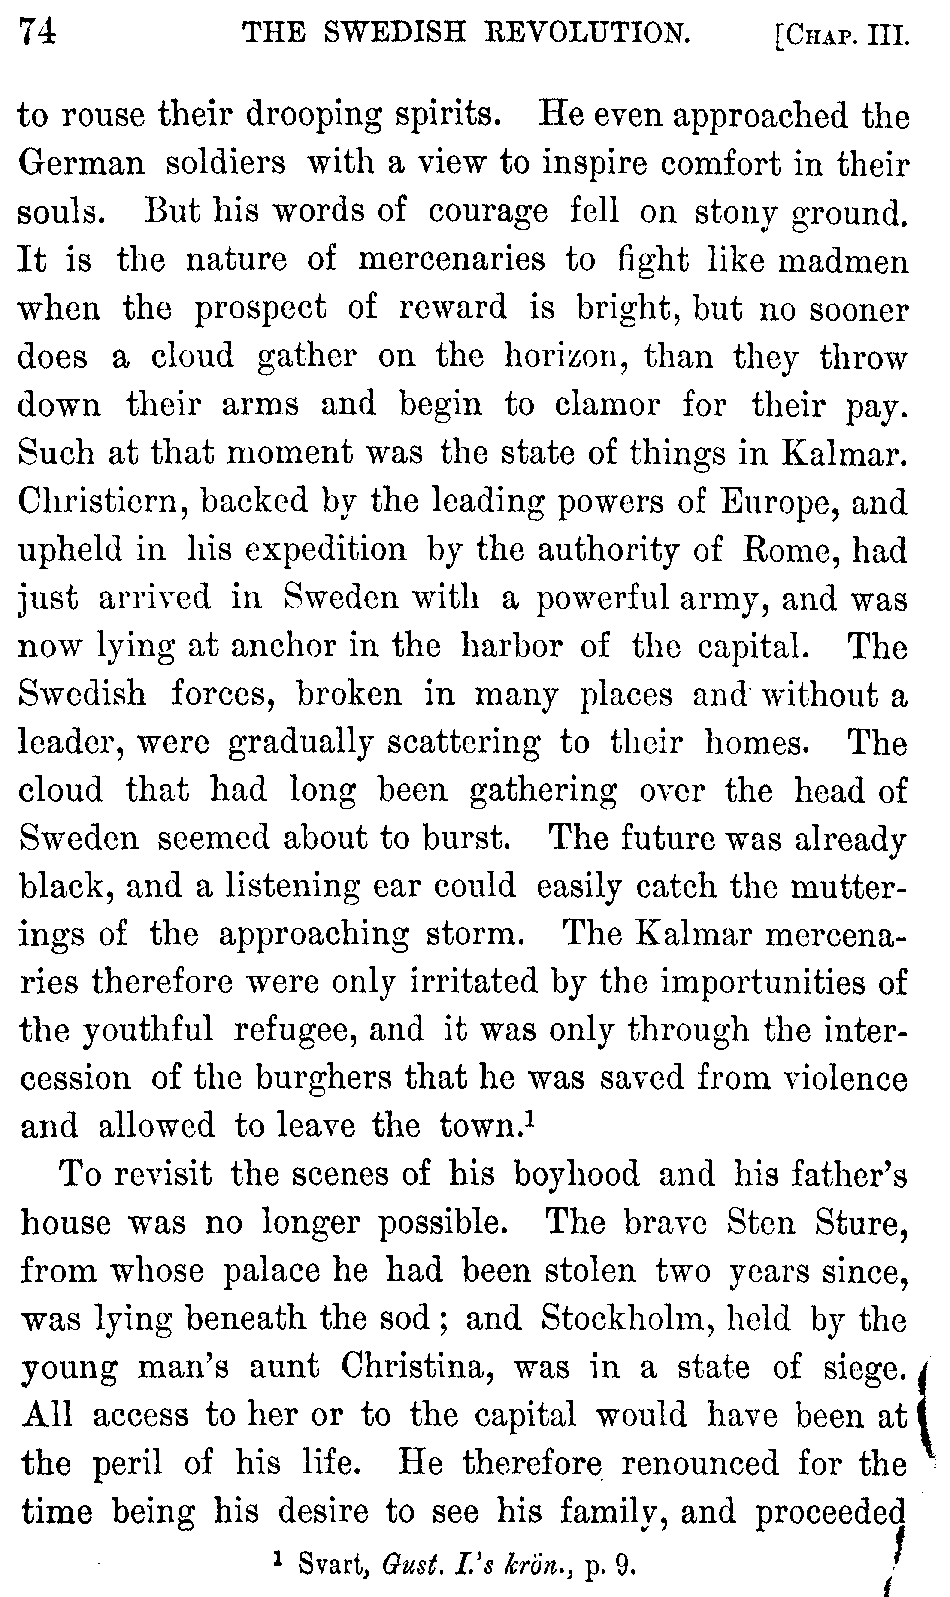 74 THE SWEDISH REVOLUTION. [CHAP. III.
to rouse their drooping spirits. He even approached the
German soldiers with a view to inspire comfort in their
souls. But his words of courage fell on stony ground.
It is the nature of mercenaries to fight like madmen
when the prospect of reward is bright, but no sooner
does a cloud gather on the horizon, than they throw
down their arms and begin to clamor for their pay.
Such at that moment was the state of things in Kalmar.
Christiern, backed by the leading powers of Europe, and
upheld in his expedition by the authority of Rome, had
just arrived in Sweden with a powerful army, and was
now lying at anchor in the harbor of the capital. The
Swedish forces, broken in many places and without a
leader, were gradually scattering to their homes. The
cloud that had long been gathering over the head of
Sweden seemed about to burst. The future was already
black, and a listening ear could easily catch the mutter-
ings of the approaching storm. The Kalmar mercena-
ries therefore were only irritated by the importunities of
the youthful refugee, and it was only through the inter-
cession of the burghers that he was saved from violence
and allowed to leave the town.¹
To revisit the scenes of his boyhood and his father's
house was no longer possible. The brave Sten Sture,
from whose palace he had been stolen two years since,
was lying beneath the sod; and Stockholm, held by the
young man's aunt Christina, was in a state of siege.
All access to her or to the capital would have been at
the peril of his life. He therefore renounced for the
time being his desire to see his family, and proceeded
¹ Svart, Gust. I.'s krön., p. 9.